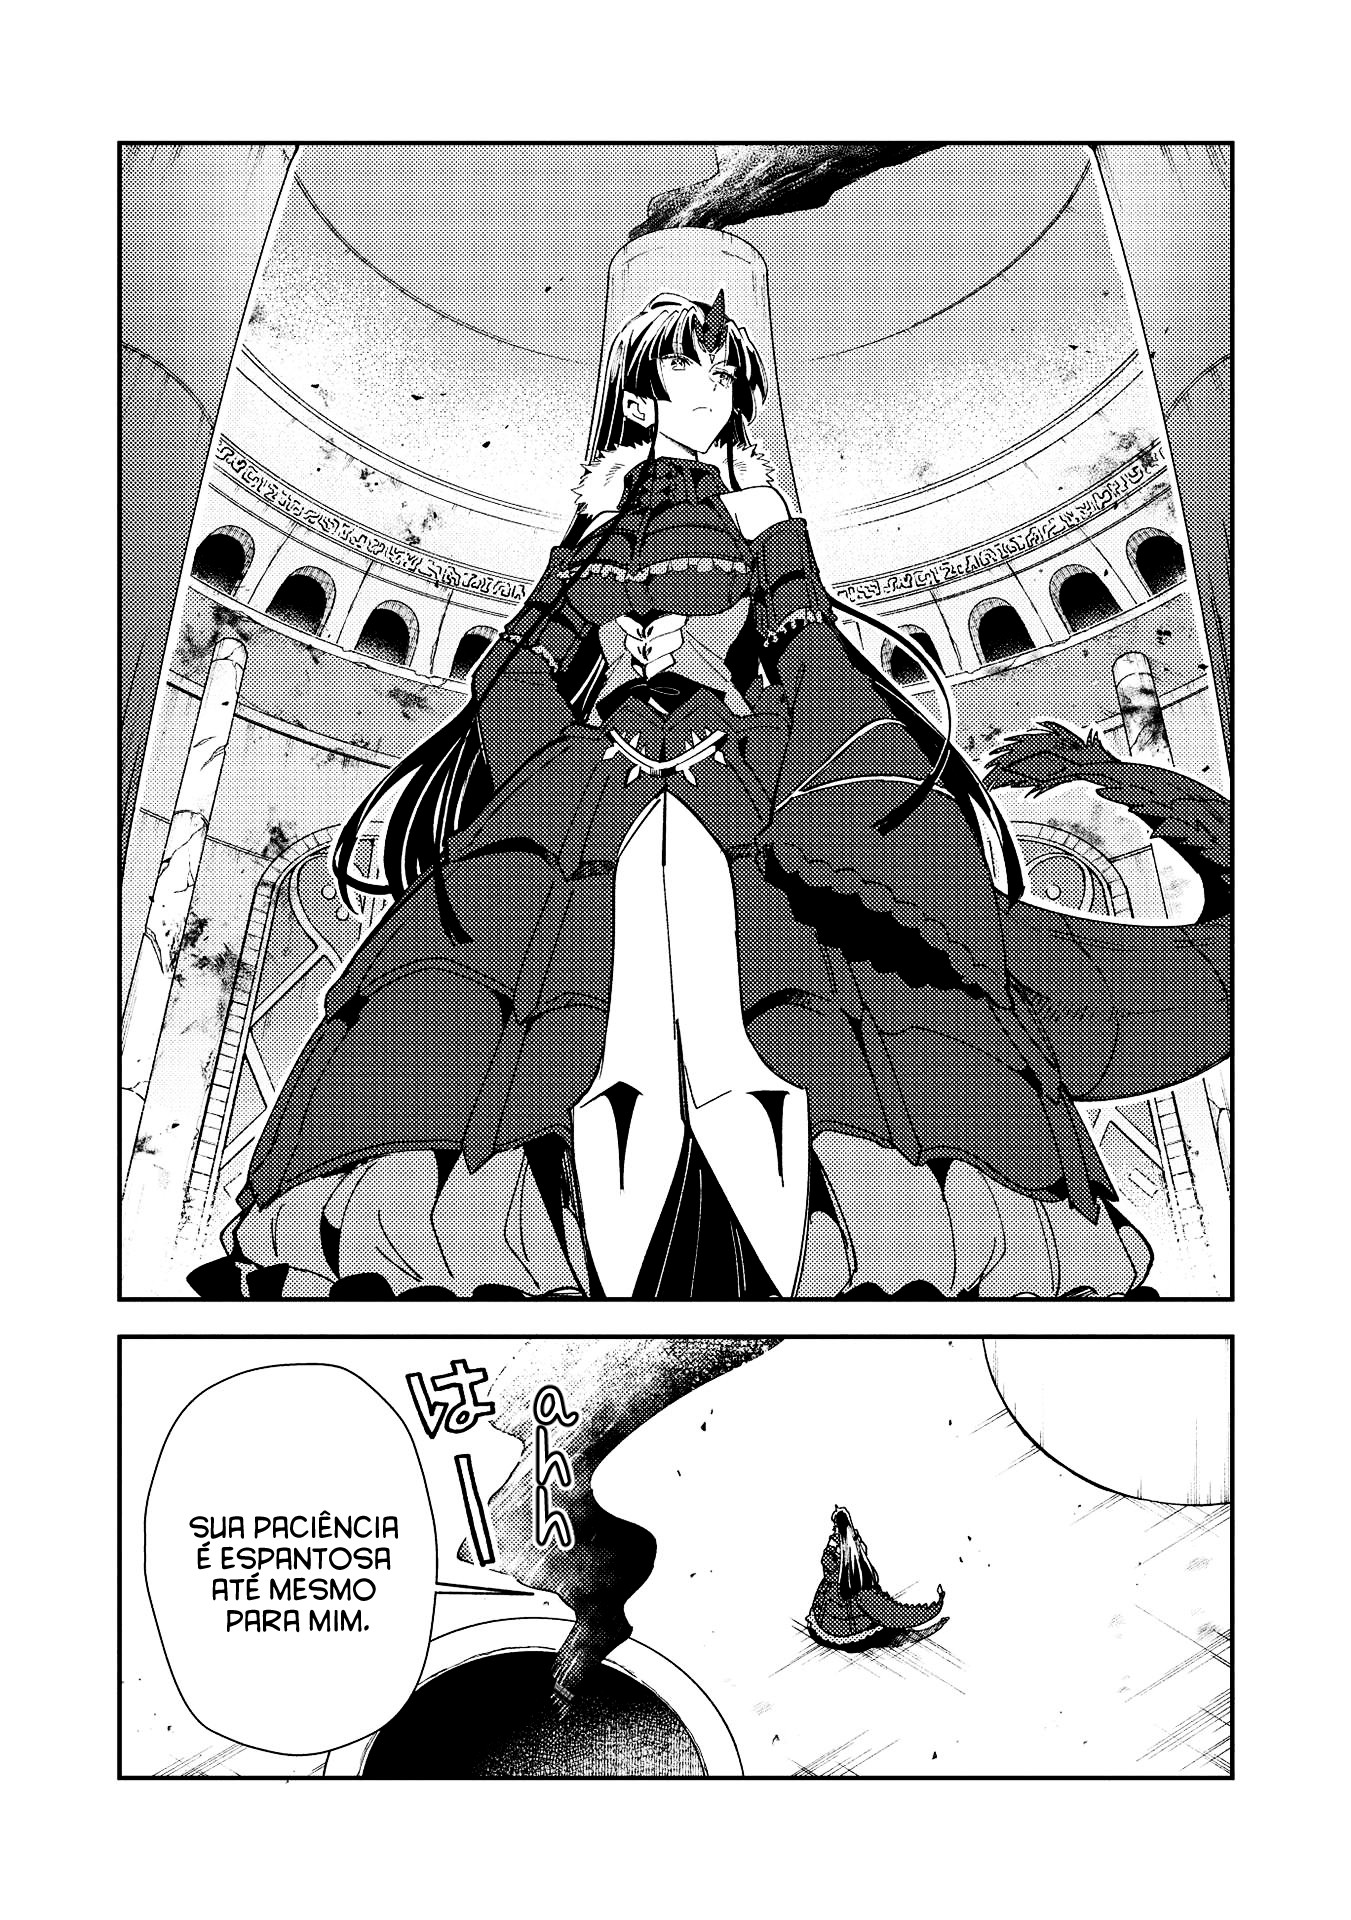 はー
ahh
SUA PACIÊNCIA
É ESPANTOSA
ATÉ MESMO
PARA MIM.